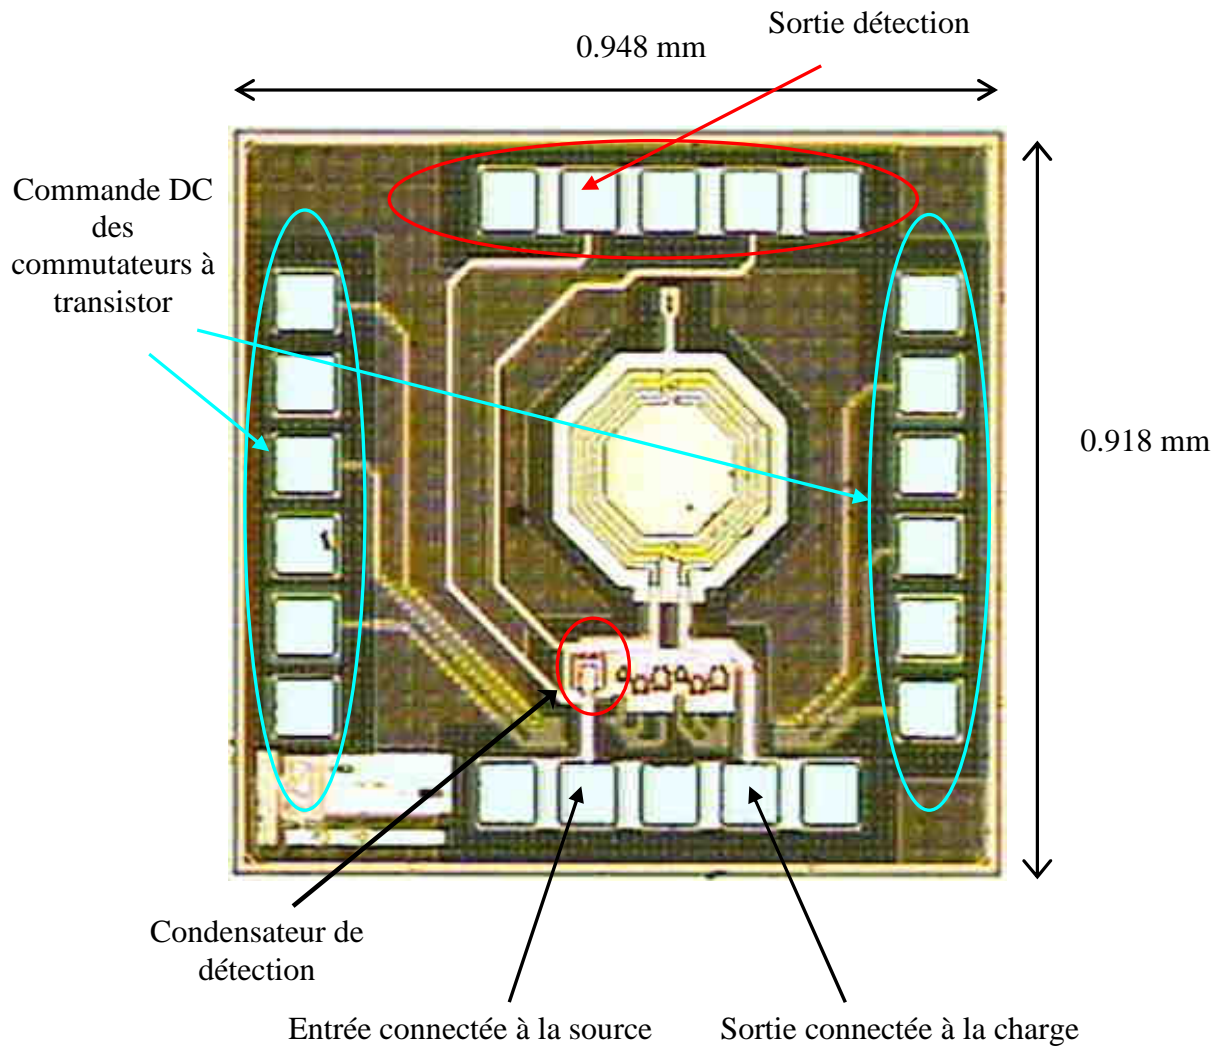 Sortie détection
0.948 mm
Commande DC
des
commutateurs à
transistor
0.918 mm
Condensateur de
détection
Entrée connectée à la source
Sortie connectée à la charge